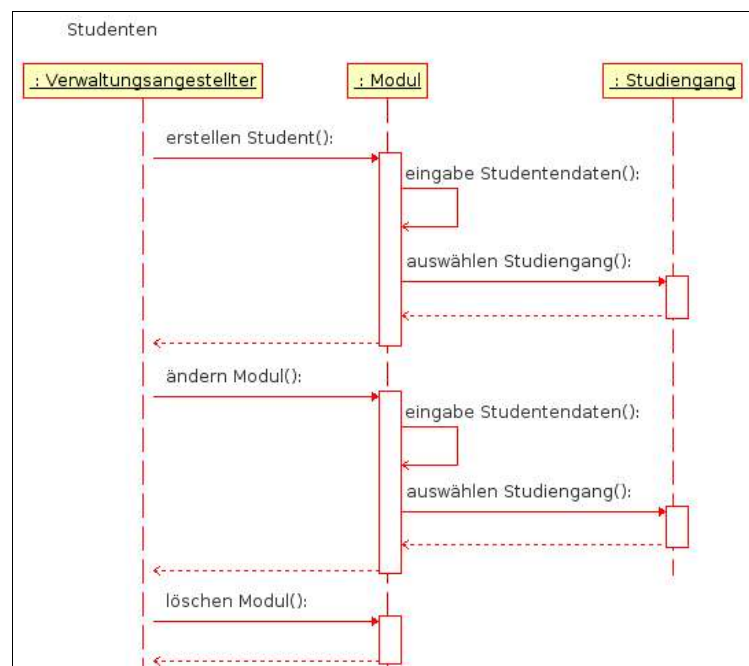 Studenten
: Verwaltungsangestellter
: Modul
: Studiengang
erstellen Student():
eingabe Studentendaten():
auswählen Studiengang():
ändern Modul():
eingabe Studentendaten():
auswählen Studiengang():
löschen Modul():